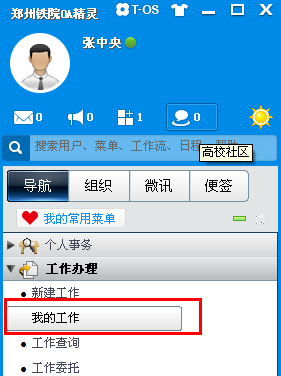 郑州铁院OA精灵 T-OS
张中央
0 0 1 0
搜索用户、菜单、工作流、日程、帮助
高校社区
导航 组织 微讯 便签
我的常用菜单
个人事务
工作办理
新建工作
我的工作
工作查询
工作委托